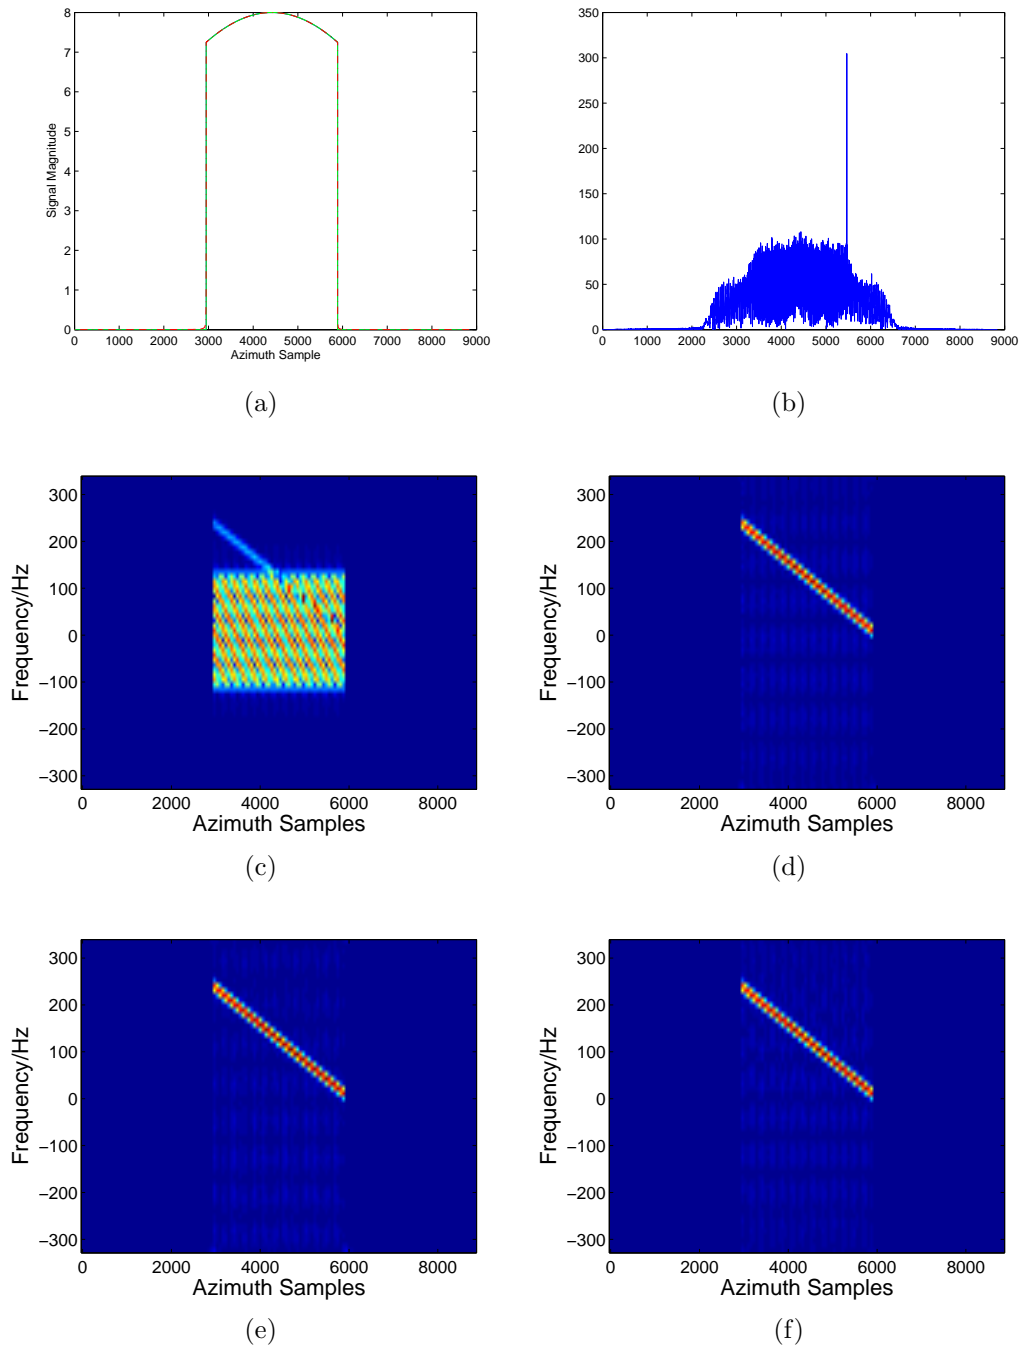 8
7
6
5
4
3
2
1
0
Signal Magnitude
0 1000 2000 3000 4000 5000 6000 7000 8000 9000
Azimuth Sample
(a)
350
300
250
200
150
100
50
0
0 1000 2000 3000 4000 5000 6000 7000 8000 9000
(b)
300
200
100
0
−100
−200
−300
Frequency/Hz
0 2000 4000 6000 8000
Azimuth Samples
(c)
300
200
100
0
−100
−200
−300
Frequency/Hz
0 2000 4000 6000 8000
Azimuth Samples
(d)
300
200
100
0
−100
−200
−300
Frequency/Hz
0 2000 4000 6000 8000
Azimuth Samples
(e)
300
200
100
0
−100
−200
−300
Frequency/Hz
0 2000 4000 6000 8000
Azimuth Samples
(f)